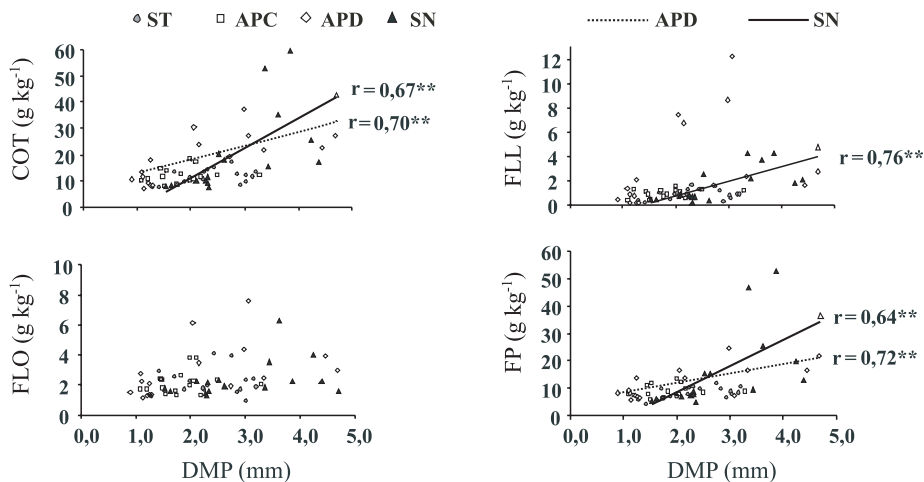 ST APC APD SN APD SN
COT (g kg⁻¹)
60
50
40
30
20
10
0
r = 0,67**
r = 0,70**
FLL (g kg⁻¹)
12
10
8
6
4
2
0
r = 0,76**
FLO (g kg⁻¹)
10
8
6
4
2
0
0,0 1,0 2,0 3,0 4,0 5,0
DMP (mm)
FP (g kg⁻¹)
60
50
40
30
20
10
0
r = 0,64**
r = 0,72**
0,0 1,0 2,0 3,0 4,0 5,0
DMP (mm)